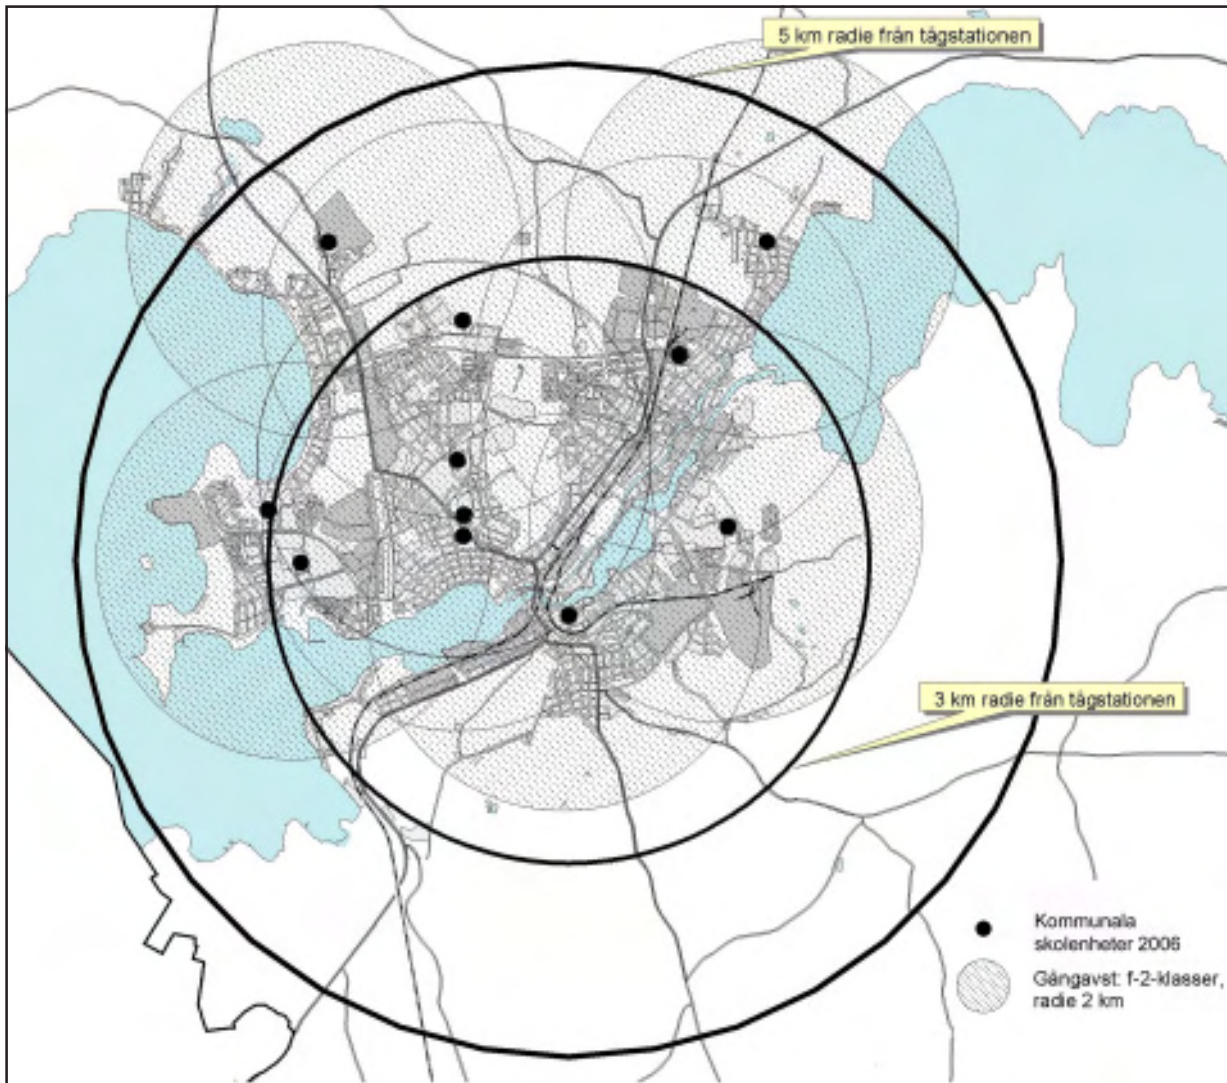 5 km radie från tågstationen
3 km radie från tågstationen
Kommunala
skolenheter 2006
Gångavst: f-2-klasser,
radie 2 km